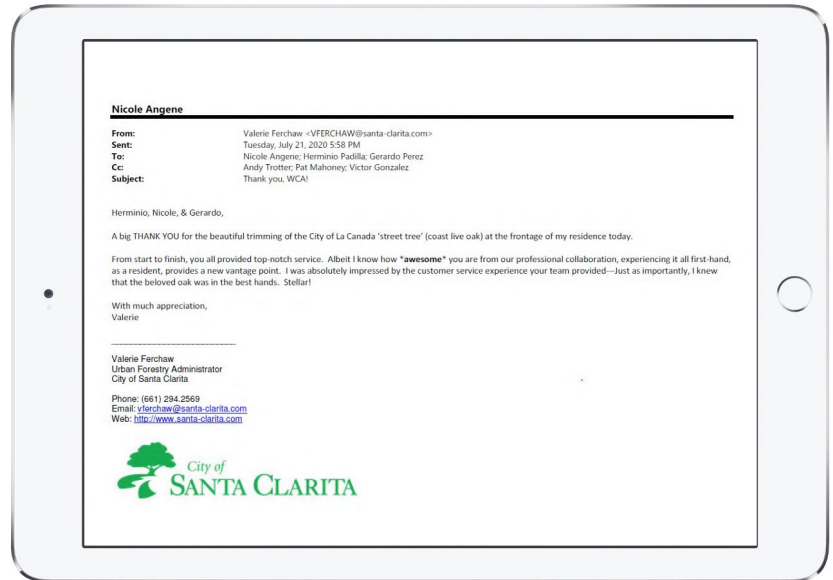 Nicole Angene
From: Valerie Ferchaw <VFERCHAW@santa-clarita.com>
Sent: Tuesday, July 21, 2020 5:58 PM
To: Nicole Angene; Herminio Padilla; Gerardo Perez
Cc: Andy Trotter; Pat Mahoney; Victor Gonzalez
Subject: Thank you, WCA!
Herminio, Nicole, & Gerardo,
A big THANK YOU for the beautiful trimming of the City of La Canada ‘street tree’ (coast live oak) at the frontage of my residence today.
From start to finish, you all provided top-notch service. Albeit I know how *awesome* you are from our professional collaboration, experiencing it all first-hand,
as a resident, provides a new vantage point. I was absolutely impressed by the customer service experience your team provided—Just as importantly, I knew
that the beloved oak was in the best hands. Stellar!
With much appreciation,
Valerie
Valerie Ferchaw
Urban Forestry Administrator
City of Santa Clarita
Phone: (661) 294.2569
Email: vferchaw@santa-clarita.com
Web: http://www.santa-clarita.com
City of
SANTA CLARITA